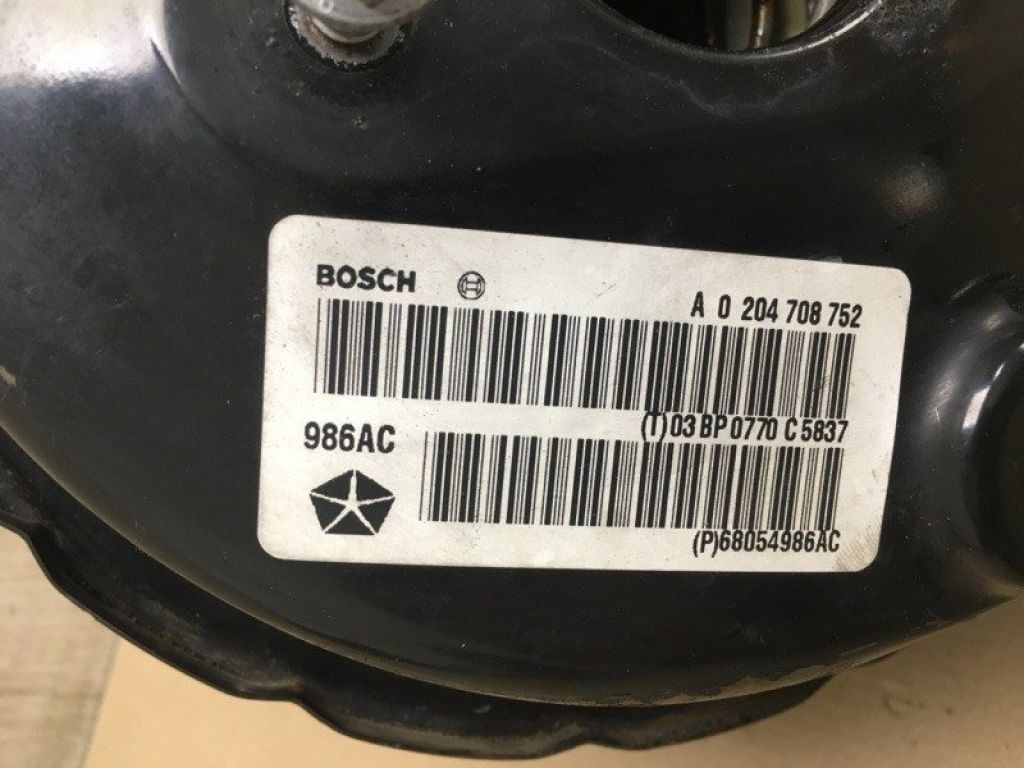 BOSCH
A 0 204 708 752
(T)03 BP 0770 C 5837
986AC
(P)68054986AC